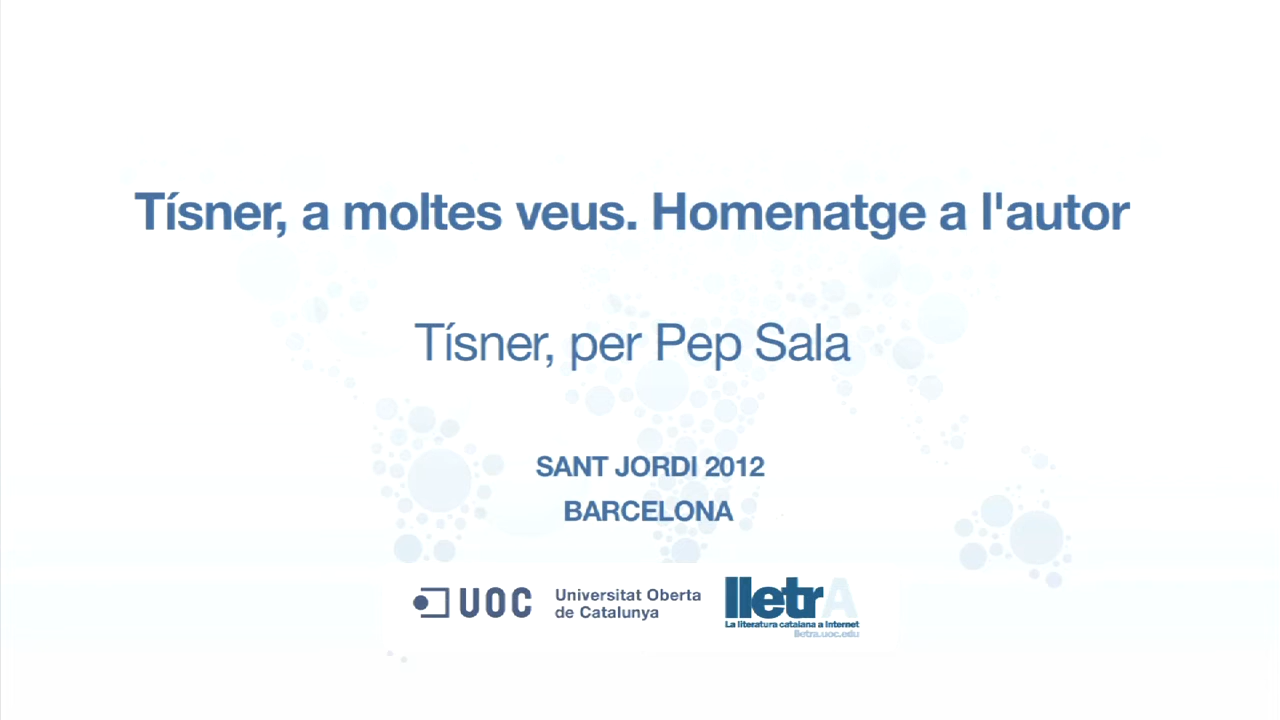 Tísner, a moltes veus. Homenatge a l'autor
Tísner, per Pep Sala
SANT JORDI 2012
BARCELONA
UOC
Universitat Oberta
de Catalunya
lletrA
La literatura catalana a Internet
lletra.uoc.edu